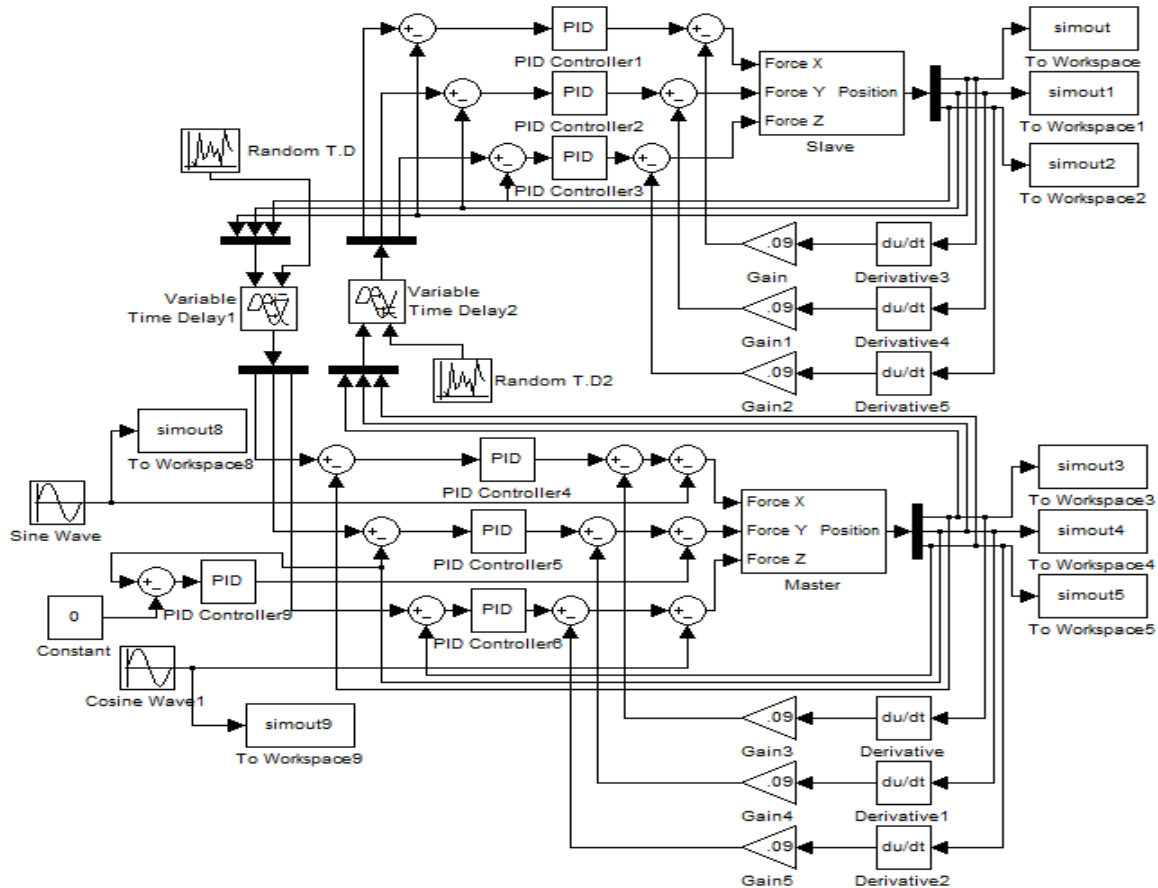 PID
simout
PID Controller1
To Workspace
Force X
PID
Force Y Position
simout1
PID Controller2
To Workspace1
Force Z
Random T.D
PID
Slave
simout2
PID Controller3
To Workspace2
.09
du/dt
Gain
Derivative3
Variable
Time Delay1
Variable
Time Delay2
.09
du/dt
Gain1
Derivative4
Random T.D2
.09
du/dt
Gain2
Derivative5
simout8
To Workspace8
PID
PID Controller4
simout3
To Workspace3
Sine Wave
Force X
PID
Force Y Position
simout4
PID Controller5
To Workspace4
Force Z
Master
PID
PID Controller9
0
Constant
PID
PID Controller6
simout5
To Workspace5
Cosine Wave1
simout9
To Workspace9
.09
du/dt
Gain3
Derivative
.09
du/dt
Gain4
Derivative1
.09
du/dt
Gain5
Derivative2